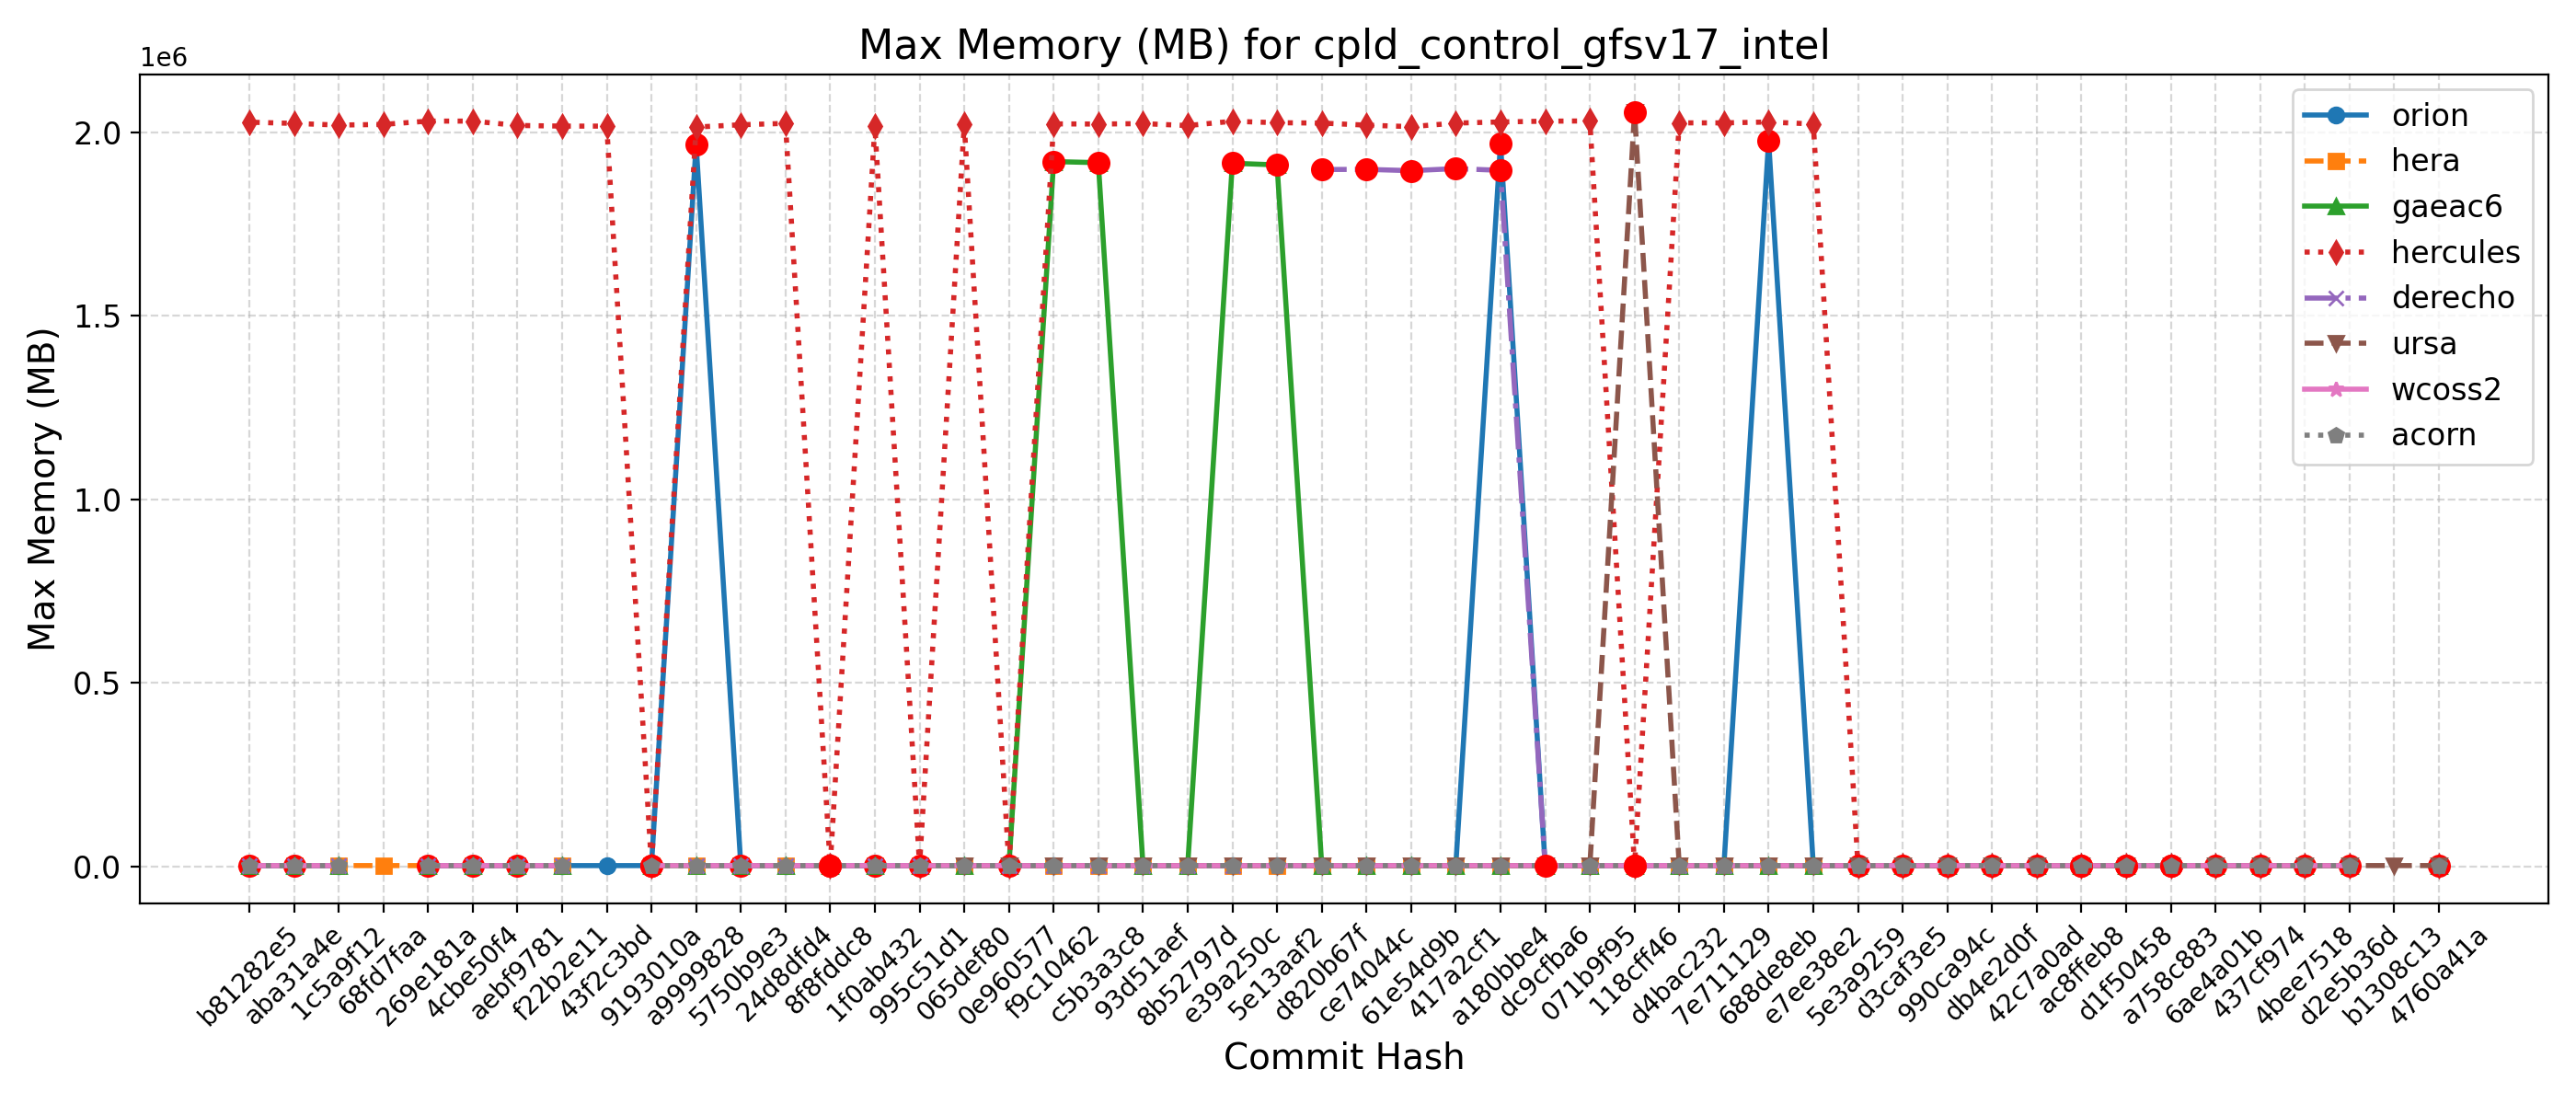 Max Memory (MB) for cpld_control_gfsv17_intel
1e6
2.0
1.5
1.0
0.5
0.0
Max Memory (MB)
orion
hera
gaeac6
hercules
derecho
ursa
wcoss2
acorn
b81282e5
aba31a4e
1c5a9f12
68fd7faa
269e181a
4cbe50f4
aebf9781
f22b2e11
43f2c3bd
9193010a
a9999828
5750b9e3
24d8dfd4
8f8fddc8
1f0ab432
995c51d1
065def80
0e960577
f9c10462
c5b3a3c8
93d51aef
8b52797d
e39a250c
5e13aaf2
d820b67f
ce74044c
61e54d9b
417a2cf1
a180bbe4
dc9cfba6
071b9f95
118cff46
d4bac232
7e711129
688de8eb
e7ee38e2
5e3a9259
d3caf3e5
990ca94c
db4e2d0f
42c7a0ad
ac8ffeb8
d1f50458
a758c883
6ae4a01b
437cf974
4bee7518
d2e5b36d
b1308c13
4760a41a
Commit Hash